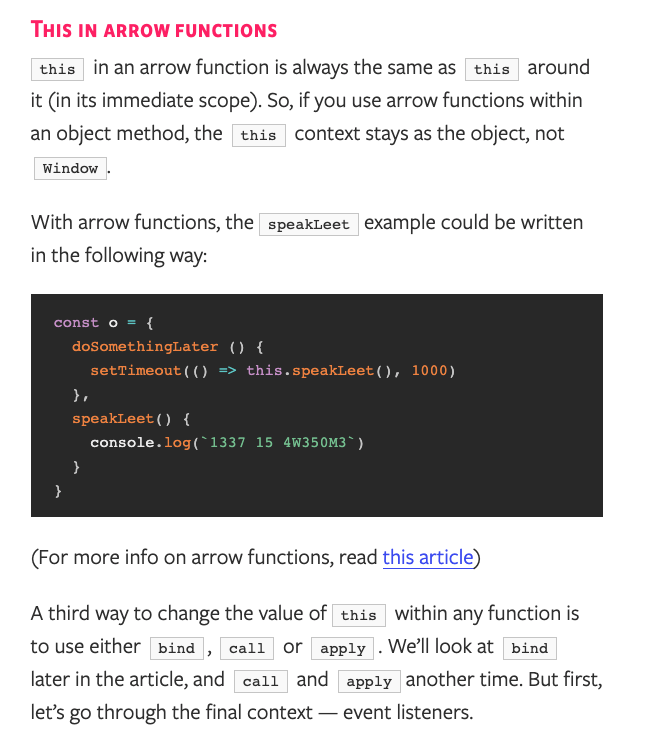 THIS IN ARROW FUNCTIONS
this in an arrow function is always the same as this around
it (in its immediate scope). So, if you use arrow functions within
an object method, the this context stays as the object, not
Window.
With arrow functions, the speakLeet example could be written
in the following way:
const o = {
  doSomethingLater () {
    setTimeout(() => this.speakLeet(), 1000)
  },
  speakLeet() {
    console.log(`1337 15 4W350M3`)
  }
}
(For more info on arrow functions, read this article)
A third way to change the value of this within any function is
to use either bind, call or apply. We’ll look at bind
later in the article, and call and apply another time. But first,
let’s go through the final context — event listeners.